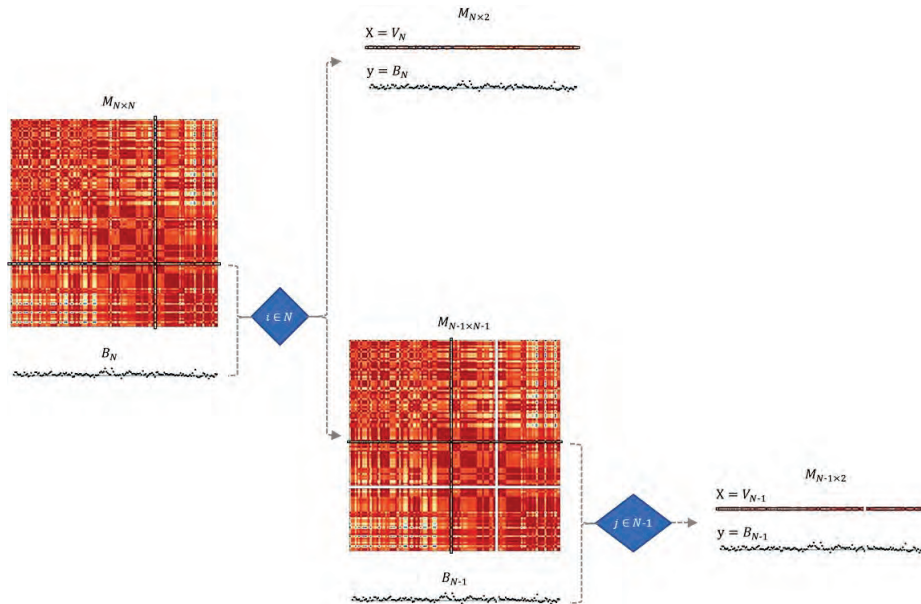 M_{N×2}
X = V_N
y = B_N
M_{N×N}
i ∈ N
B_N
M_{N-1×N-1}
j ∈ N-1
B_{N-1}
M_{N-1×2}
X = V_{N-1}
y = B_{N-1}